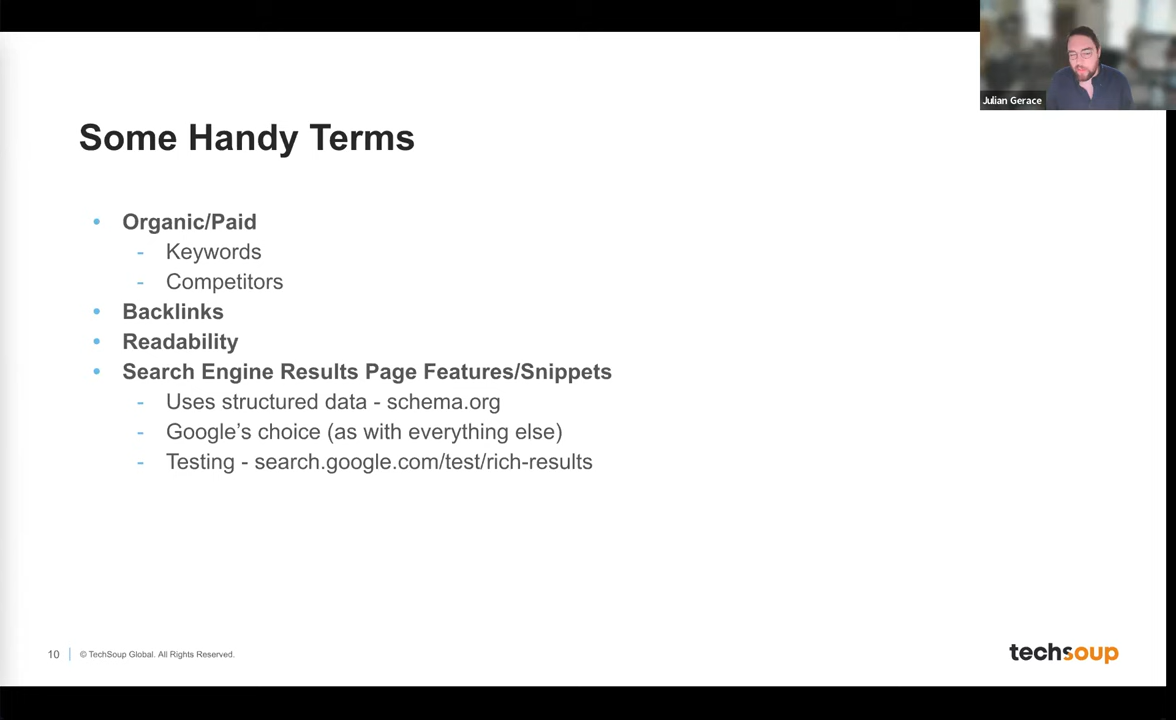 Julian Gerace
Some Handy Terms
• Organic/Paid
- Keywords
- Competitors
• Backlinks
• Readability
• Search Engine Results Page Features/Snippets
- Uses structured data - schema.org
- Google’s choice (as with everything else)
- Testing - search.google.com/test/rich-results
10 | © TechSoup Global. All Rights Reserved.
techsoup